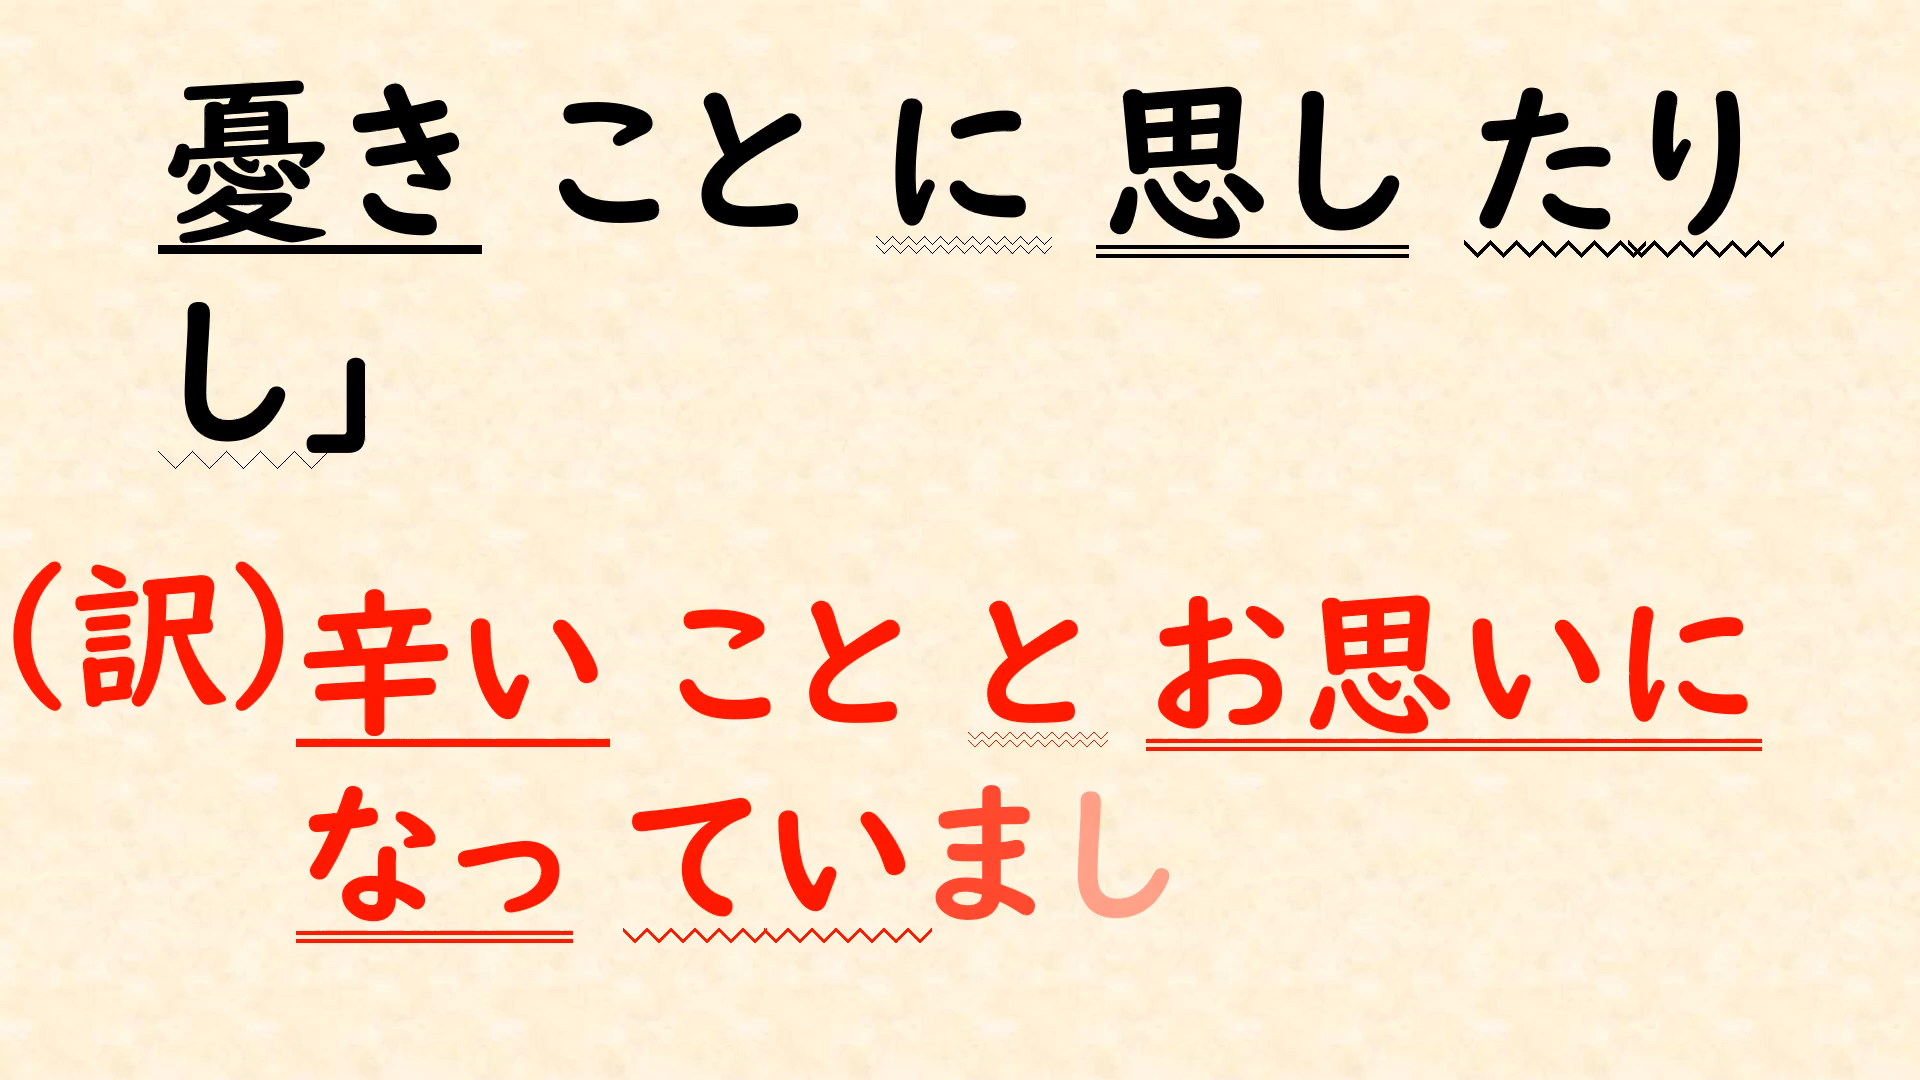 憂き こと に 思し たり
し」
(訳)辛い こと と お思いに
なっ ていまし